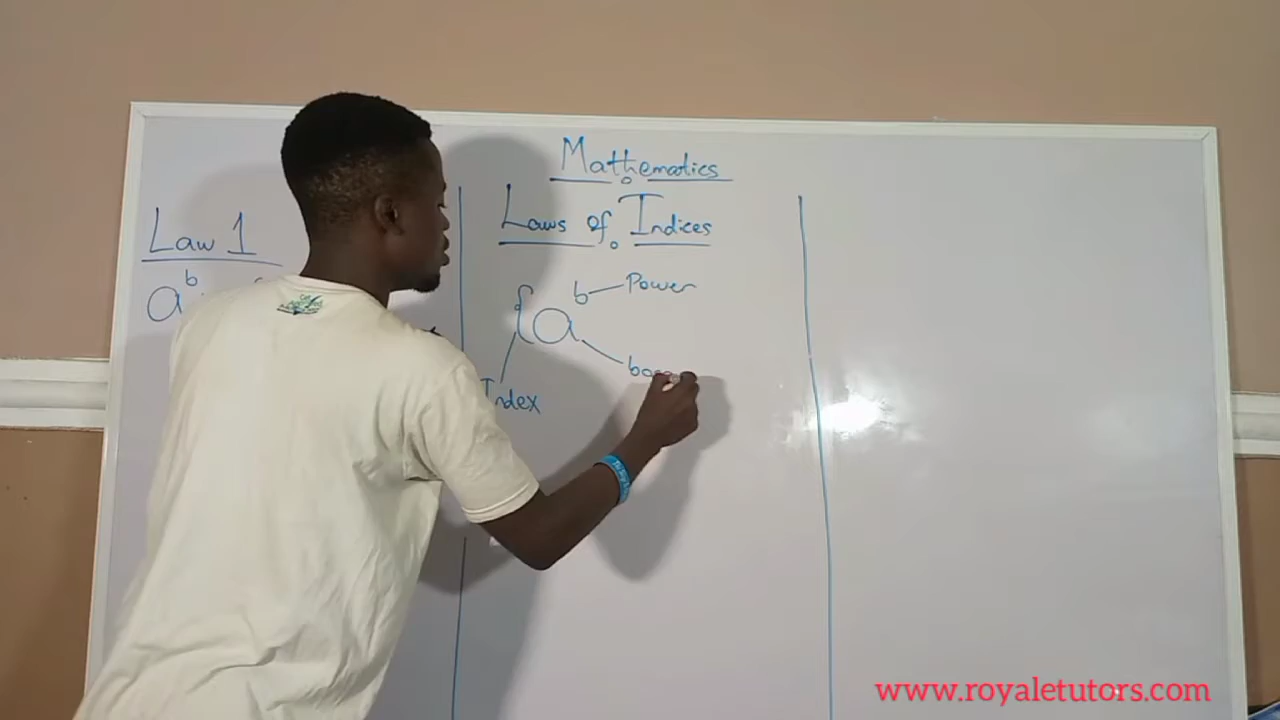 Mathematics
Laws of Indices
Law 1
a^b
{a^b
Power
Index
www.royaletutors.com